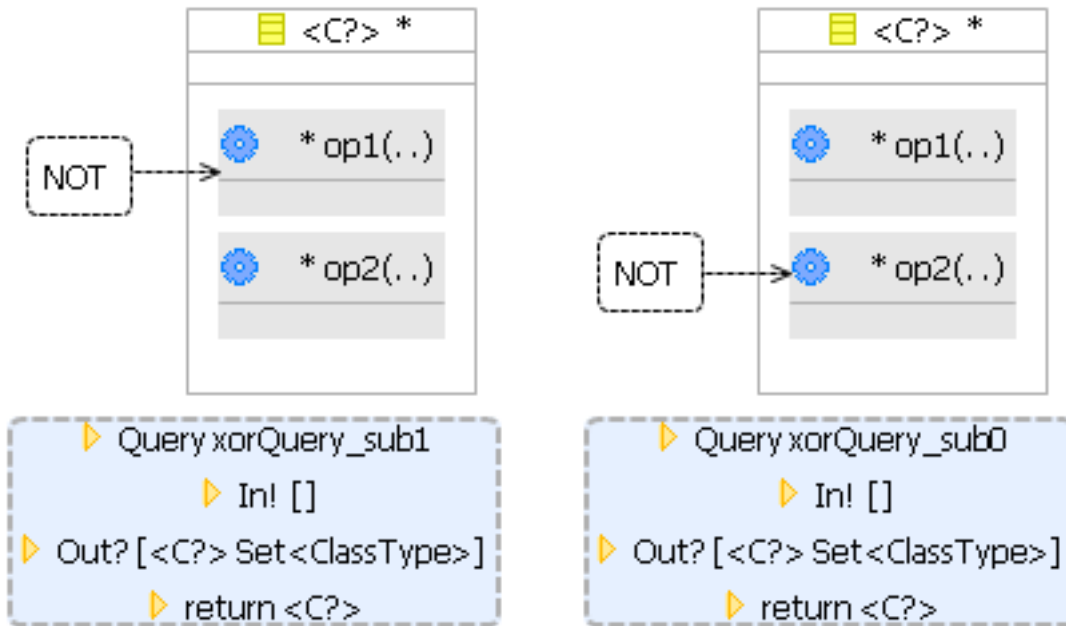 <C?> *
NOT
* op1(..)
* op2(..)
Query xorQuery_sub1
In! []
Out? [<C?> Set<ClassType>]
return <C?>
<C?> *
* op1(..)
NOT
* op2(..)
Query xorQuery_sub0
In! []
Out? [<C?> Set<ClassType>]
return <C?>